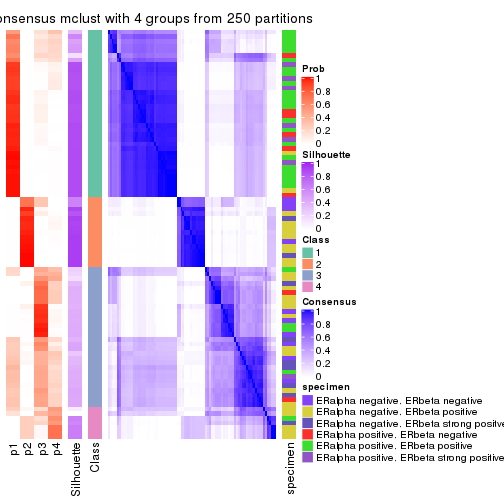 onsensus mclust with 4 groups from 250 partitions
Prob
1
0.8
0.6
0.4
0.2
0
Silhouette
1
0.8
0.6
0.4
0.2
0
Class
1
2
3
4
Consensus
1
0.8
0.6
0.4
0.2
0
specimen
ERalpha negative. ERbeta negative
ERalpha negative. ERbeta positive
ERalpha negative. ERbeta strong positive
ERalpha positive. ERbeta negative
ERalpha positive. ERbeta positive
ERalpha positive. ERbeta strong positive
p1
p2
p3
p4
Silhouette
Class
specimen